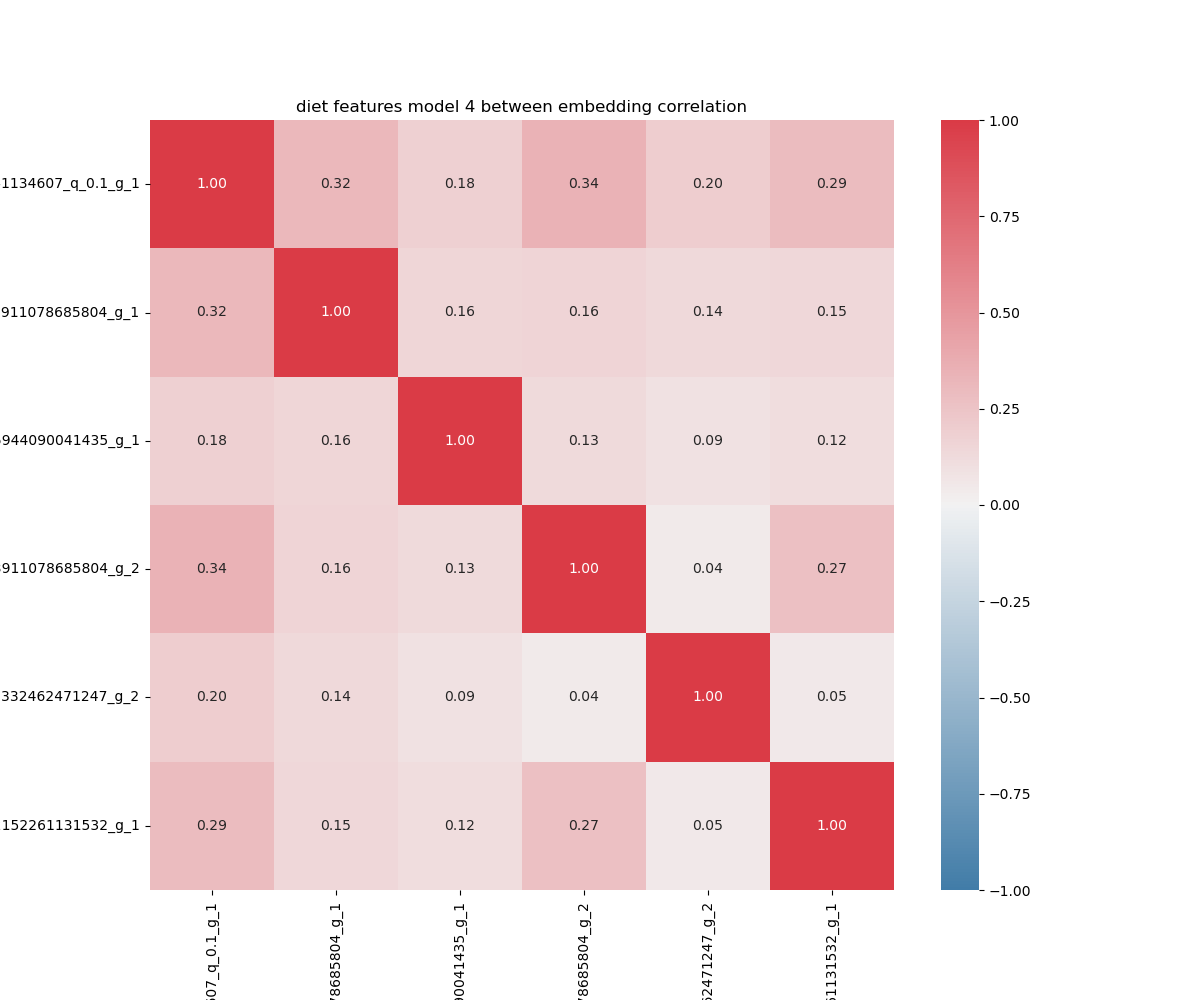 diet features model 4 between embedding correlation
1134607_q_0.1_g_1 1.00 0.32 0.18 0.34 0.20 0.29
911078685804_g_1 0.32 1.00 0.16 0.16 0.14 0.15
944090041435_g_1 0.18 0.16 1.00 0.13 0.09 0.12
911078685804_g_2 0.34 0.16 0.13 1.00 0.04 0.27
332462471247_g_2 0.20 0.14 0.09 0.04 1.00 0.05
152261131532_g_1 0.29 0.15 0.12 0.27 0.05 1.00
607_q_0.1_g_1
78685804_g_1
90041435_g_1
78685804_g_2
62471247_g_2
61131532_g_1
1.00
0.75
0.50
0.25
0.00
−0.25
−0.50
−0.75
−1.00